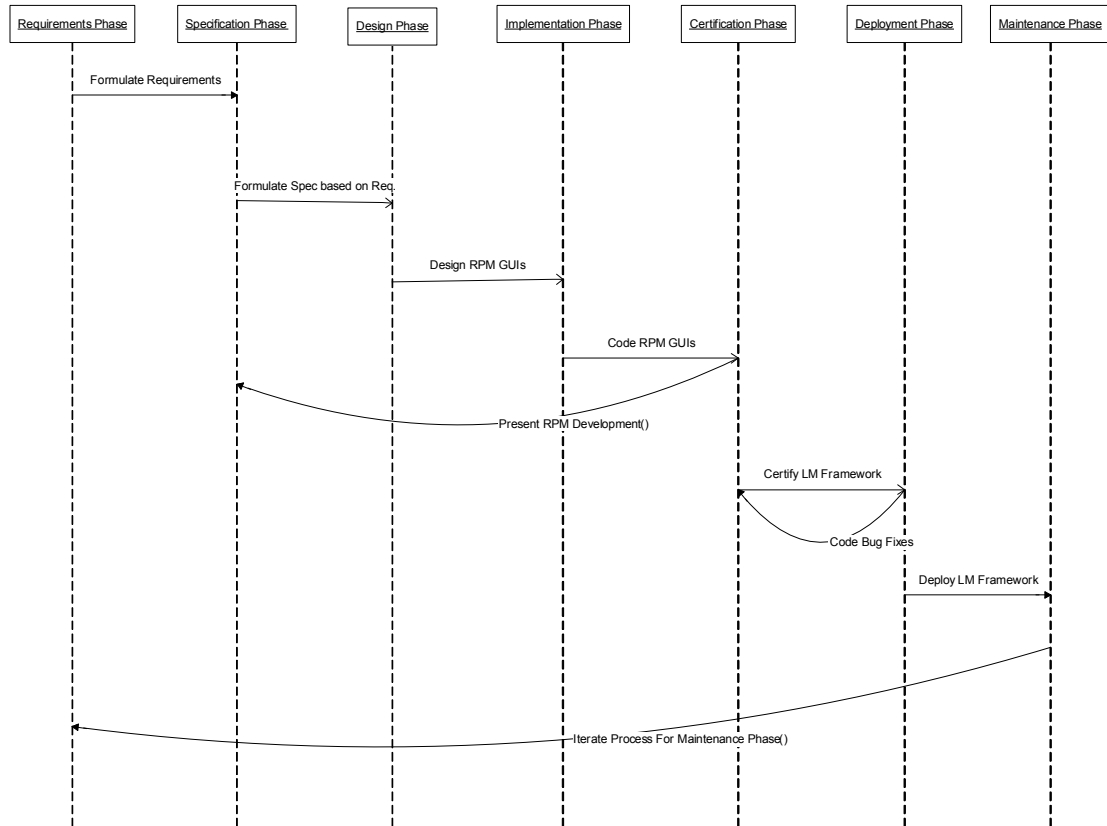 Requirements Phase
Specification Phase
Design Phase
Implementation Phase
Certification Phase
Deployment Phase
Maintenance Phase
Formulate Requirements
Formulate Spec based on Req.
Design RPM GUIs
Code RPM GUIs
Present RPM Development()
Certify LM Framework
Code Bug Fixes
Deploy LM Framework
Iterate Process For Maintenance Phase()